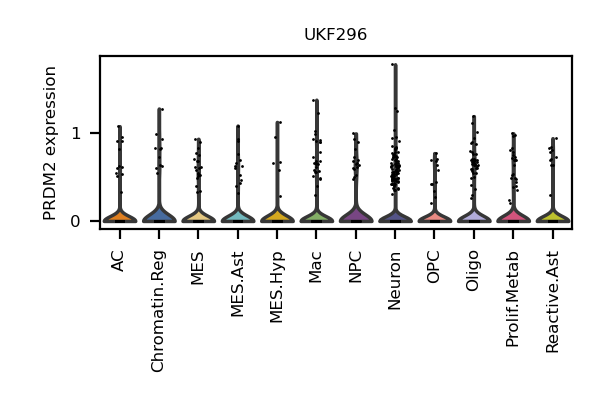 UKF296
PRDM2 expression
1
0
AC
Chromatin.Reg
MES
MES.Ast
MES.Hyp
Mac
NPC
Neuron
OPC
Oligo
Prolif.Metab
Reactive.Ast